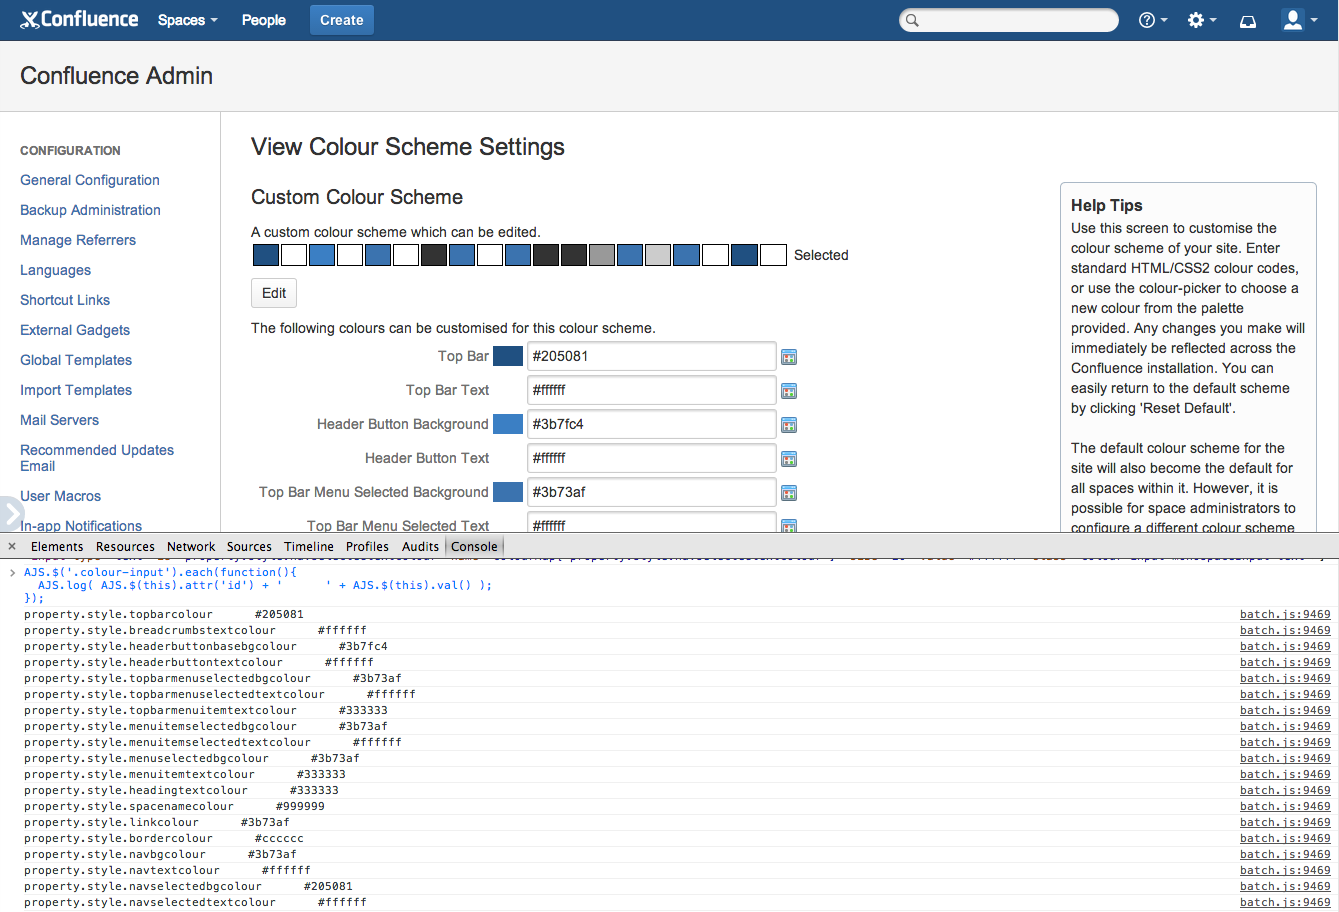 Confluence Spaces People Create
Confluence Admin
CONFIGURATION
General Configuration
Backup Administration
Manage Referrers
Languages
Shortcut Links
External Gadgets
Global Templates
Import Templates
Mail Servers
Recommended Updates
Email
User Macros
In-app Notifications
View Colour Scheme Settings
Custom Colour Scheme
A custom colour scheme which can be edited.
Selected
Edit
The following colours can be customised for this colour scheme.
Top Bar #205081
Top Bar Text #ffffff
Header Button Background #3b7fc4
Header Button Text #ffffff
Top Bar Menu Selected Background #3b73af
Top Bar Menu Selected Text #ffffff
Help Tips
Use this screen to customise the
colour scheme of your site. Enter
standard HTML/CSS2 colour codes,
or use the colour-picker to choose a
new colour from the palette
provided. Any changes you make will
immediately be reflected across the
Confluence installation. You can
easily return to the default scheme
by clicking 'Reset Default'.
The default colour scheme for the
site will also become the default for
all spaces within it. However, it is
possible for space administrators to
configure a different colour scheme
× Elements Resources Network Sources Timeline Profiles Audits Console
> AJS.$('.colour-input').each(function(){
AJS.log( AJS.$(this).attr('id') + '      ' + AJS.$(this).val() );
});
property.style.topbarcolour #205081 batch.js:9469
property.style.breadcrumbstextcolour #ffffff batch.js:9469
property.style.headerbuttonbasebgcolour #3b7fc4 batch.js:9469
property.style.headerbuttontextcolour #ffffff batch.js:9469
property.style.topbarmenuselectedbgcolour #3b73af batch.js:9469
property.style.topbarmenuselectedtextcolour #ffffff batch.js:9469
property.style.topbarmenuitemtextcolour #333333 batch.js:9469
property.style.menuitemselectedbgcolour #3b73af batch.js:9469
property.style.menuitemselectedtextcolour #ffffff batch.js:9469
property.style.menuselectedbgcolour #3b73af batch.js:9469
property.style.menuitemtextcolour #333333 batch.js:9469
property.style.headingtextcolour #333333 batch.js:9469
property.style.spacenamecolour #999999 batch.js:9469
property.style.linkcolour #3b73af batch.js:9469
property.style.bordercolour #cccccc batch.js:9469
property.style.navbgcolour #3b73af batch.js:9469
property.style.navtextcolour #ffffff batch.js:9469
property.style.navselectedbgcolour #205081 batch.js:9469
property.style.navselectedtextcolour #ffffff batch.js:9469